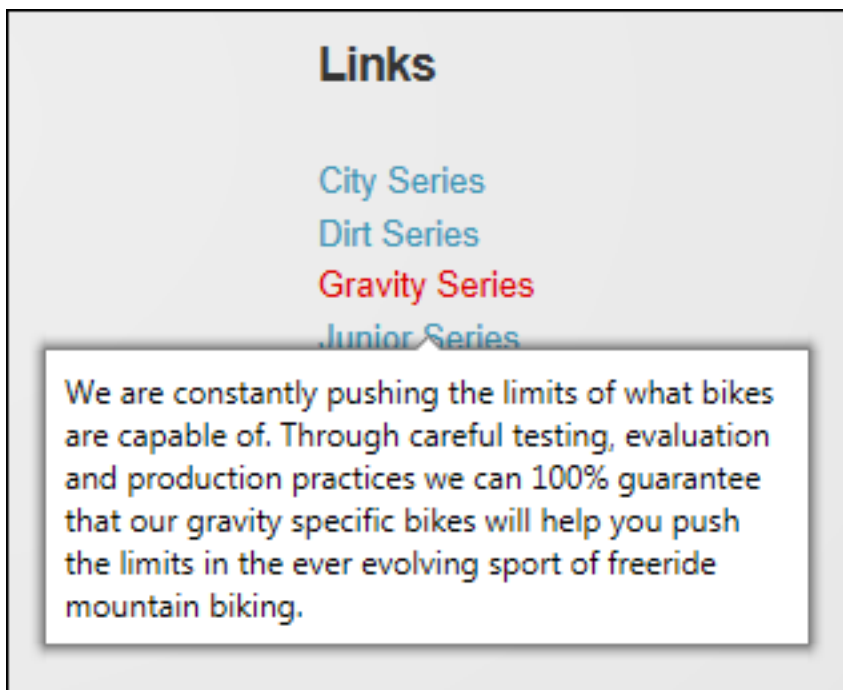 Links
City Series
Dirt Series
Gravity Series
Junior Series
We are constantly pushing the limits of what bikes
are capable of. Through careful testing, evaluation
and production practices we can 100% guarantee
that our gravity specific bikes will help you push
the limits in the ever evolving sport of freeride
mountain biking.